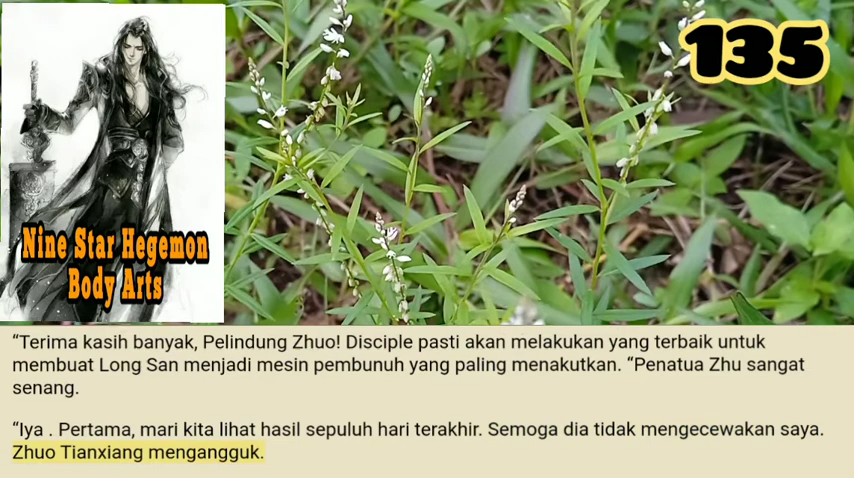 135
Nine Star Hegemon
Body Arts
“Terima kasih banyak, Pelindung Zhuo! Disciple pasti akan melakukan yang terbaik untuk
membuat Long San menjadi mesin pembunuh yang paling menakutkan. “Penatua Zhu sangat
senang.
“Iya . Pertama, mari kita lihat hasil sepuluh hari terakhir. Semoga dia tidak mengecewakan saya.
Zhuo Tianxiang mengangguk.